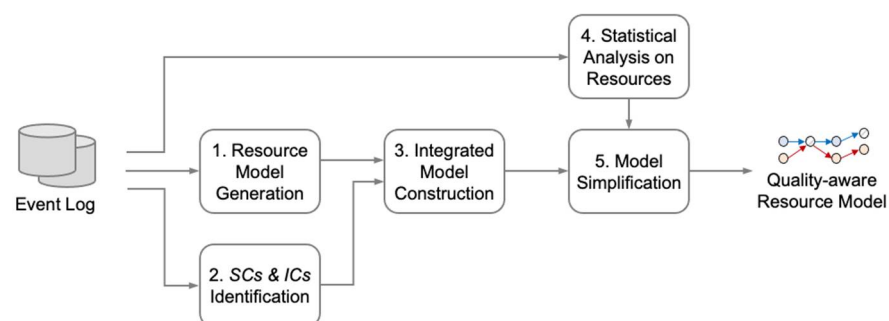 4. Statistical
Analysis on
Resources
Event Log
1. Resource
Model
Generation
3. Integrated
Model
Construction
5. Model
Simplification
Quality-aware
Resource Model
2. SCs & ICs
Identification